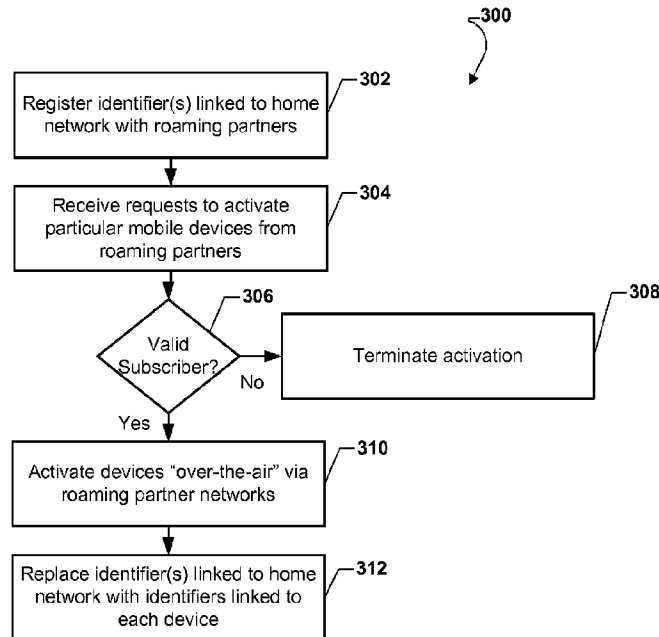 300
302
Register identifier(s) linked to home
network with roaming partners
304
Receive requests to activate
particular mobile devices from
roaming partners
306
308
Valid
Subscriber?
Terminate activation
No
Yes
310
Activate devices “over-the-air” via
roaming partner networks
312
Replace identifier(s) linked to home
network with identifiers linked to
each device